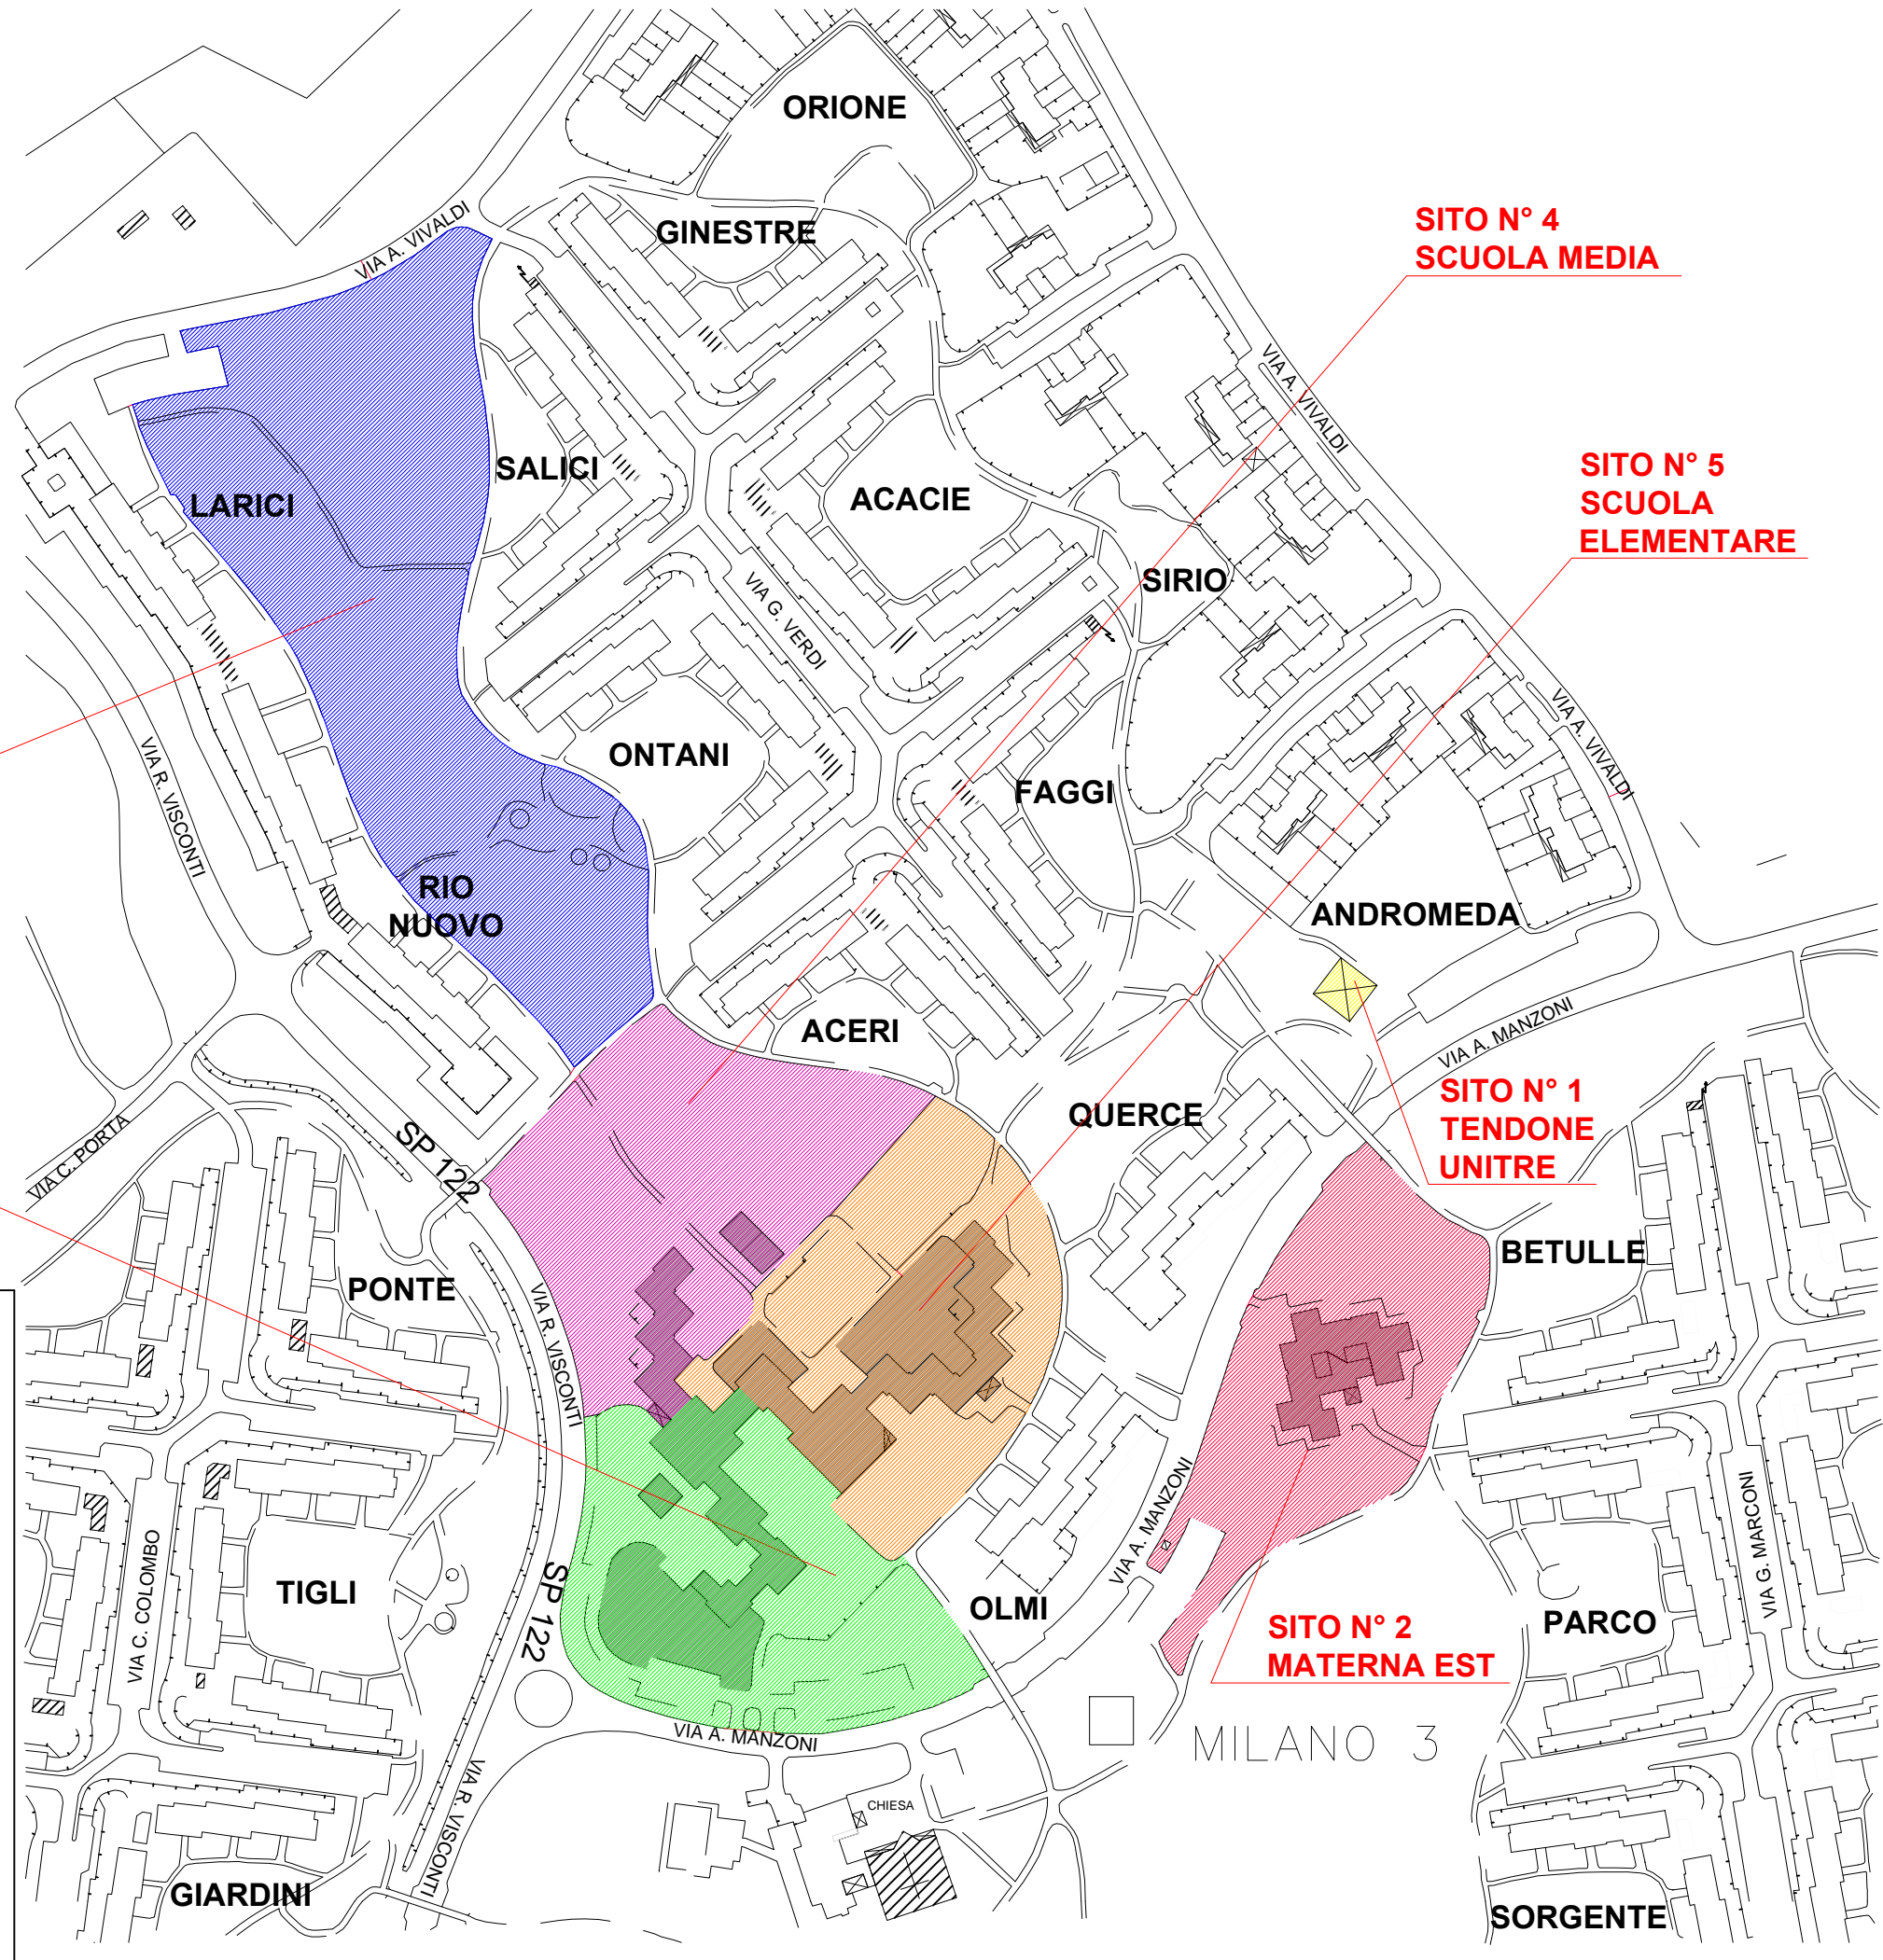 ORIONE
GINESTRE
VIA A. VIVALDI
SITO N° 4
SCUOLA MEDIA
VIA A. VIVALDI
SITO N° 5
SCUOLA
ELEMENTARE
SALICI
LARICI
ACACIE
SIRIO
VIA G. VERDI
VIA R. VISCONTI
ONTANI
FAGGI
VIA A. VIVALDI
RIO
NUOVO
ANDROMEDA
ACERI
VIA A. MANZONI
SITO N° 1
TENDONE
UNITRE
QUERCE
VIA C. PORTA
SP 122
BETULLE
PONTE
VIA R. VISCONTI
VIA A. MANZONI
VIA G. MARCONI
VIA C. COLOMBO
TIGLI
SP 122
OLMI
PARCO
SITO N° 2
MATERNA EST
VIA A. MANZONI
MILANO 3
VIA R. VISCONTI
CHIESA
GIARDINI
SORGENTE